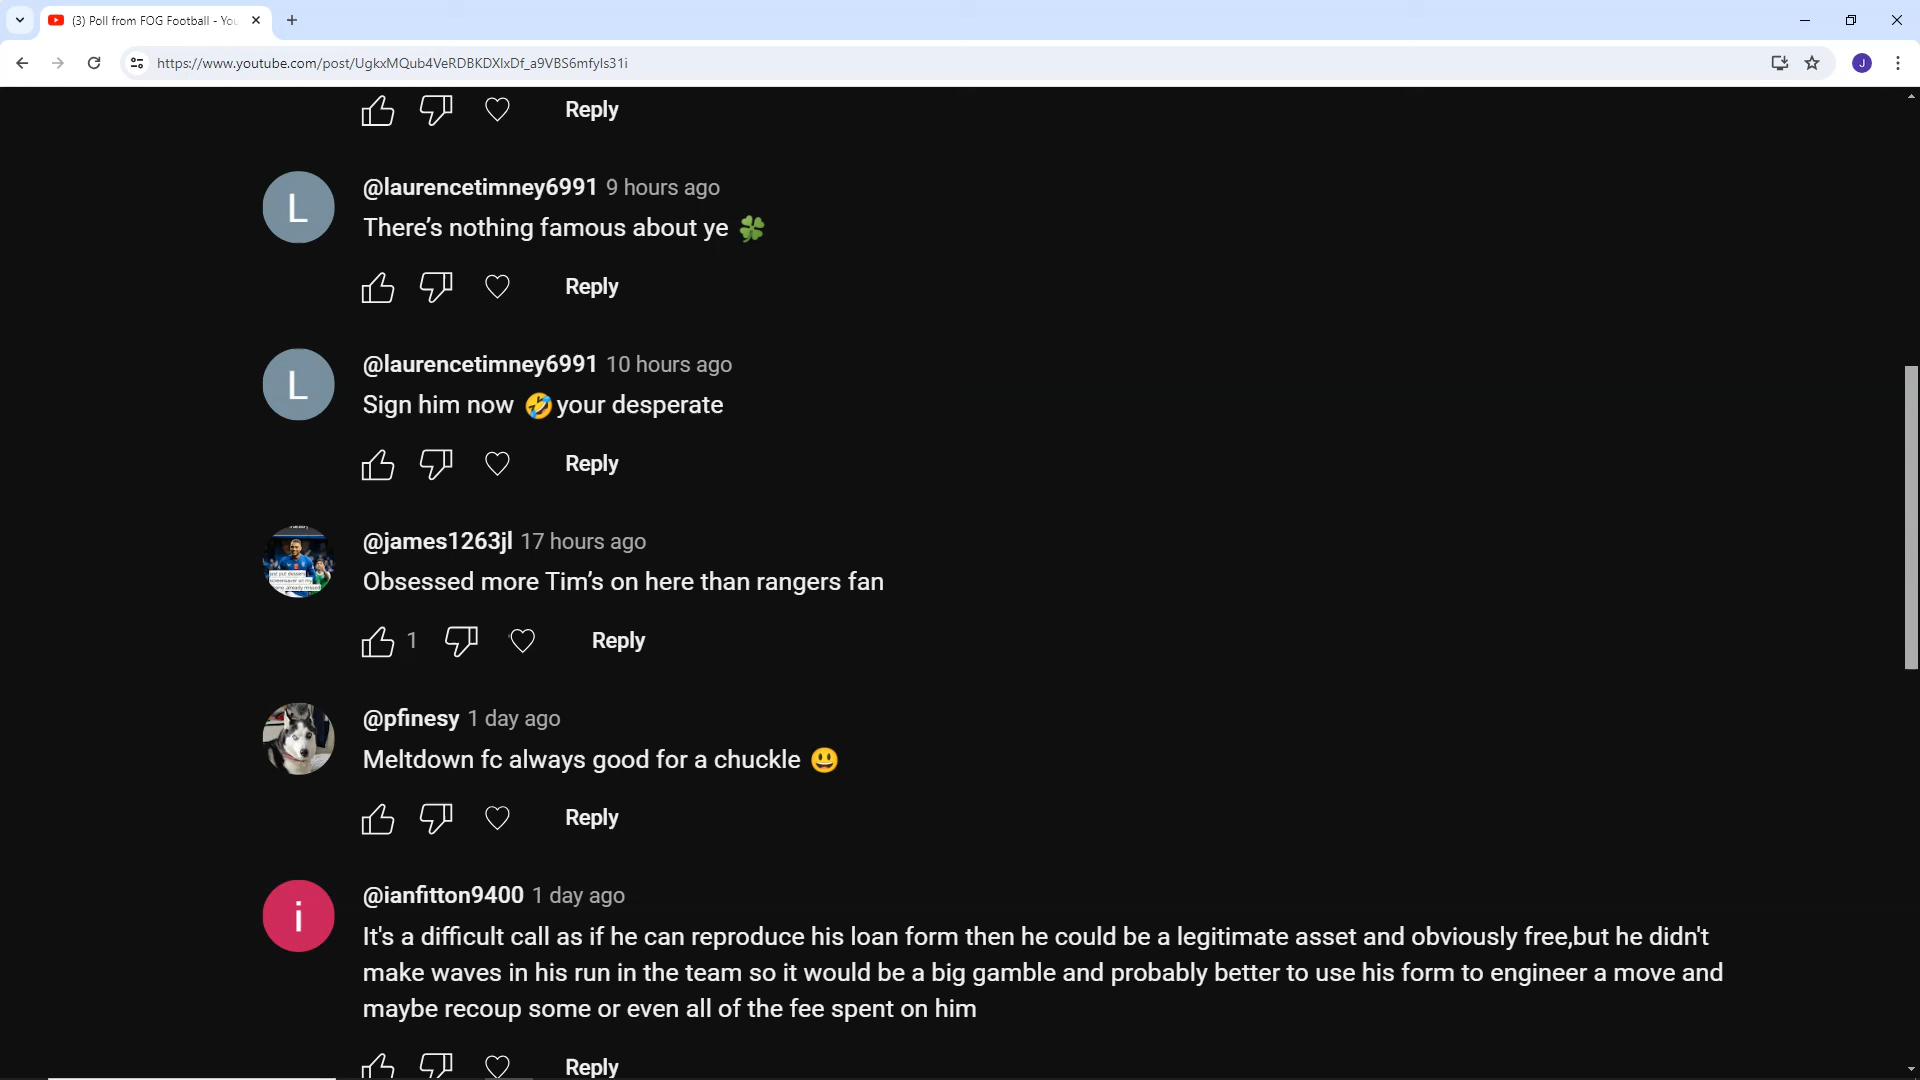 (3) Poll from FOG Football - You
https://www.youtube.com/post/UgkxMQub4VeRDBKDXIxDf_a9VBS6mfyIs31i
J
Reply
L
@laurencetimney6991 9 hours ago
There’s nothing famous about ye 🍀
Reply
L
@laurencetimney6991 10 hours ago
Sign him now 🤣your desperate
Reply
@james1263jl 17 hours ago
Obsessed more Tim’s on here than rangers fan
1 Reply
@pfinesy 1 day ago
Meltdown fc always good for a chuckle 😃
Reply
i
@ianfitton9400 1 day ago
It's a difficult call as if he can reproduce his loan form then he could be a legitimate asset and obviously free,but he didn't
make waves in his run in the team so it would be a big gamble and probably better to use his form to engineer a move and
maybe recoup some or even all of the fee spent on him
Reply